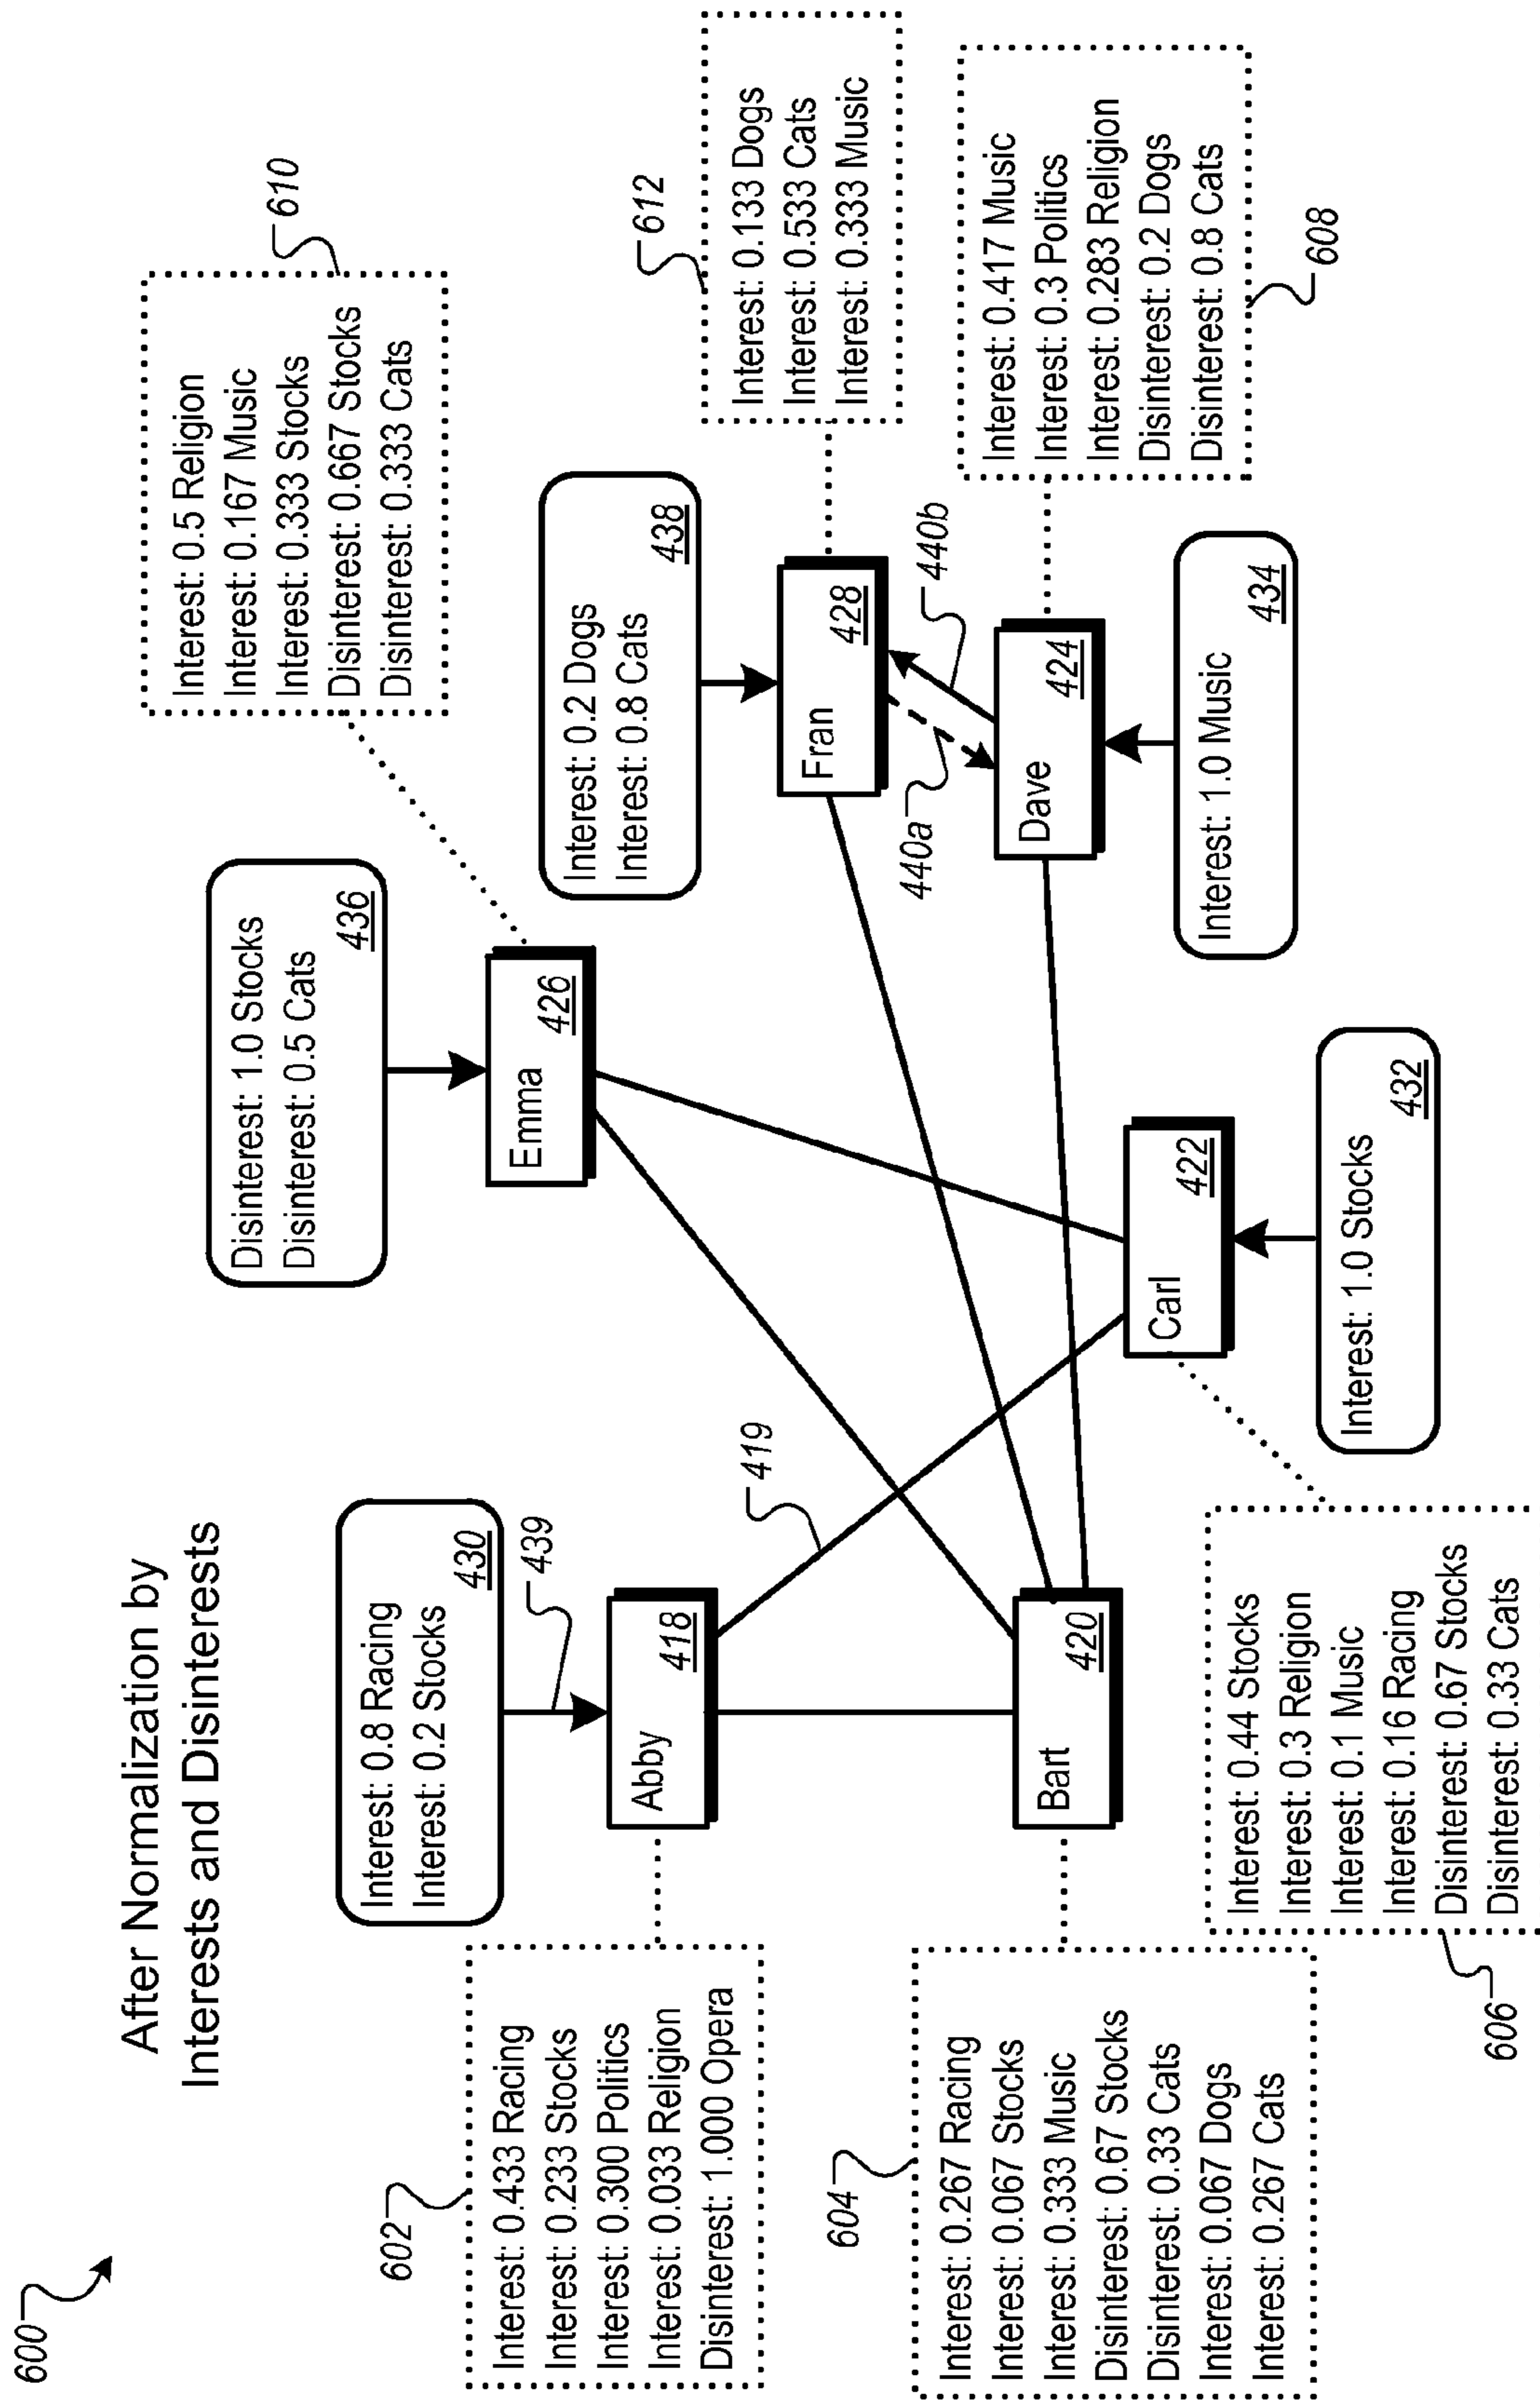 600
After Normalization by
Interests and Disinterests
602
Interest: 0.433 Racing
Interest: 0.233 Stocks
Interest: 0.300 Politics
Interest: 0.033 Religion
Disinterest: 1.000 Opera
Interest: 0.8 Racing
Interest: 0.2 Stocks
430
439
Abby
418
419
Disinterest: 1.0 Stocks
Disinterest: 0.5 Cats
436
Emma
426
Interest: 0.5 Religion
Interest: 0.167 Music
Interest: 0.333 Stocks
Disinterest: 0.667 Stocks
Disinterest: 0.333 Cats
610
Interest: 0.2 Dogs
Interest: 0.8 Cats
438
Fran
428
612
Interest: 0.133 Dogs
Interest: 0.533 Cats
Interest: 0.333 Music
440a
440b
604
Interest: 0.267 Racing
Interest: 0.067 Stocks
Interest: 0.333 Music
Disinterest: 0.67 Stocks
Disinterest: 0.33 Cats
Interest: 0.067 Dogs
Interest: 0.267 Cats
Bart
420
Dave
424
Interest: 0.417 Music
Interest: 0.3 Politics
Interest: 0.283 Religion
Disinterest: 0.2 Dogs
Disinterest: 0.8 Cats
608
Interest: 1.0 Music
434
Carl
422
Interest: 1.0 Stocks
432
606
Interest: 0.44 Stocks
Interest: 0.3 Religion
Interest: 0.1 Music
Interest: 0.16 Racing
Disinterest: 0.67 Stocks
Disinterest: 0.33 Cats